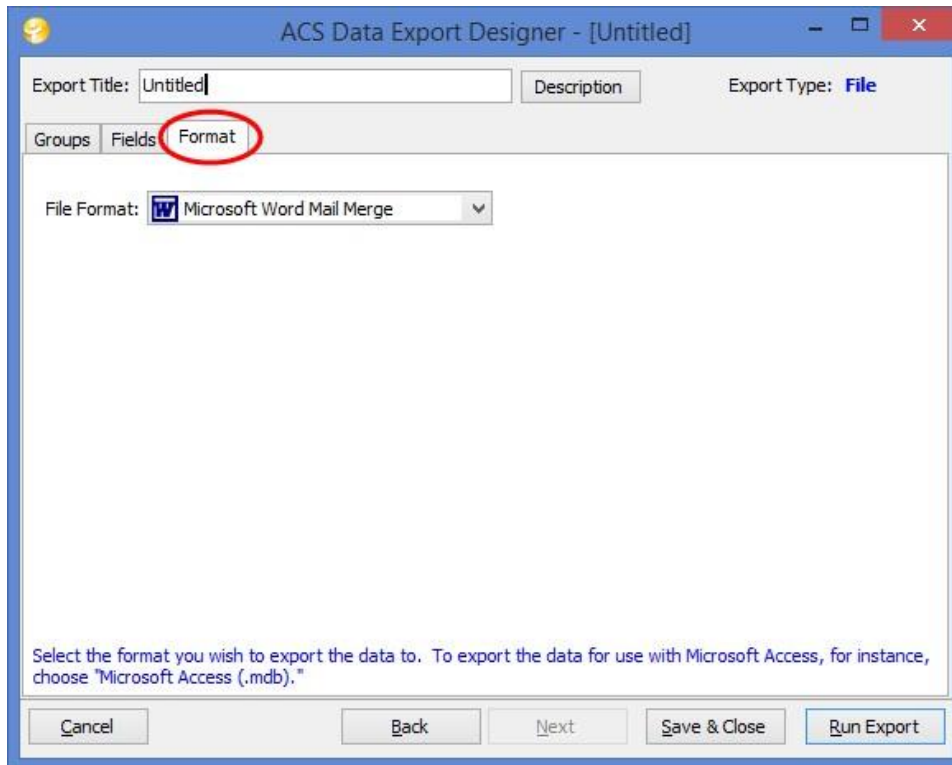 ACS Data Export Designer - [Untitled]
Export Title: Untitled Description Export Type: File
Groups Fields Format
File Format: W Microsoft Word Mail Merge
Select the format you wish to export the data to. To export the data for use with Microsoft Access, for instance,
choose "Microsoft Access (.mdb)."
Cancel Back Next Save & Close Run Export